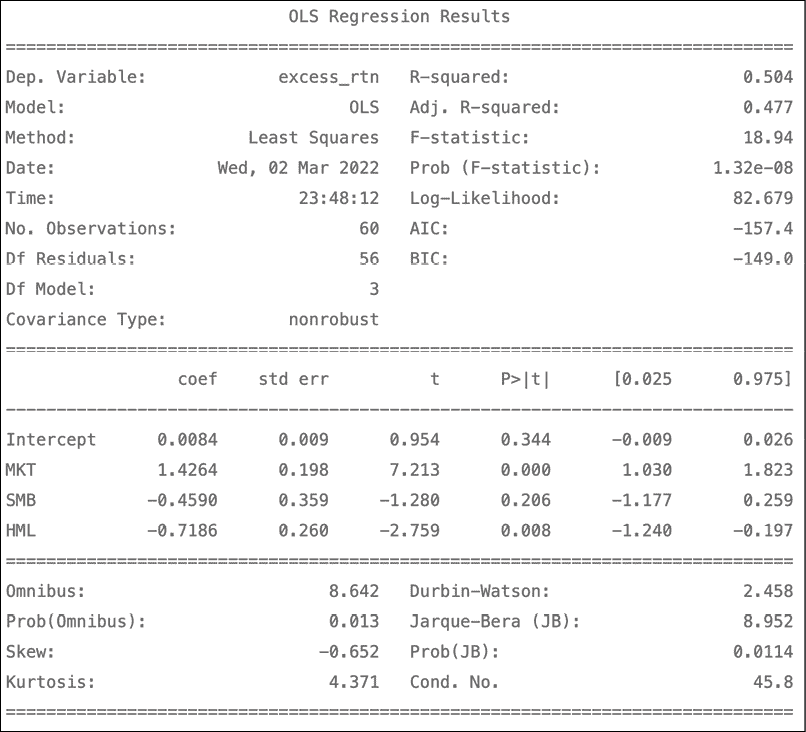 OLS Regression Results
==============================================================================
Dep. Variable: excess_rtn R-squared: 0.504
Model: OLS Adj. R-squared: 0.477
Method: Least Squares F-statistic: 18.94
Date: Wed, 02 Mar 2022 Prob (F-statistic): 1.32e-08
Time: 23:48:12 Log-Likelihood: 82.679
No. Observations: 60 AIC: -157.4
Df Residuals: 56 BIC: -149.0
Df Model: 3
Covariance Type: nonrobust
==============================================================================
coef std err t P>|t| [0.025 0.975]
------------------------------------------------------------------------------
Intercept 0.0084 0.009 0.954 0.344 -0.009 0.026
MKT 1.4264 0.198 7.213 0.000 1.030 1.823
SMB -0.4590 0.359 -1.280 0.206 -1.177 0.259
HML -0.7186 0.260 -2.759 0.008 -1.240 -0.197
==============================================================================
Omnibus: 8.642 Durbin-Watson: 2.458
Prob(Omnibus): 0.013 Jarque-Bera (JB): 8.952
Skew: -0.652 Prob(JB): 0.0114
Kurtosis: 4.371 Cond. No. 45.8
==============================================================================